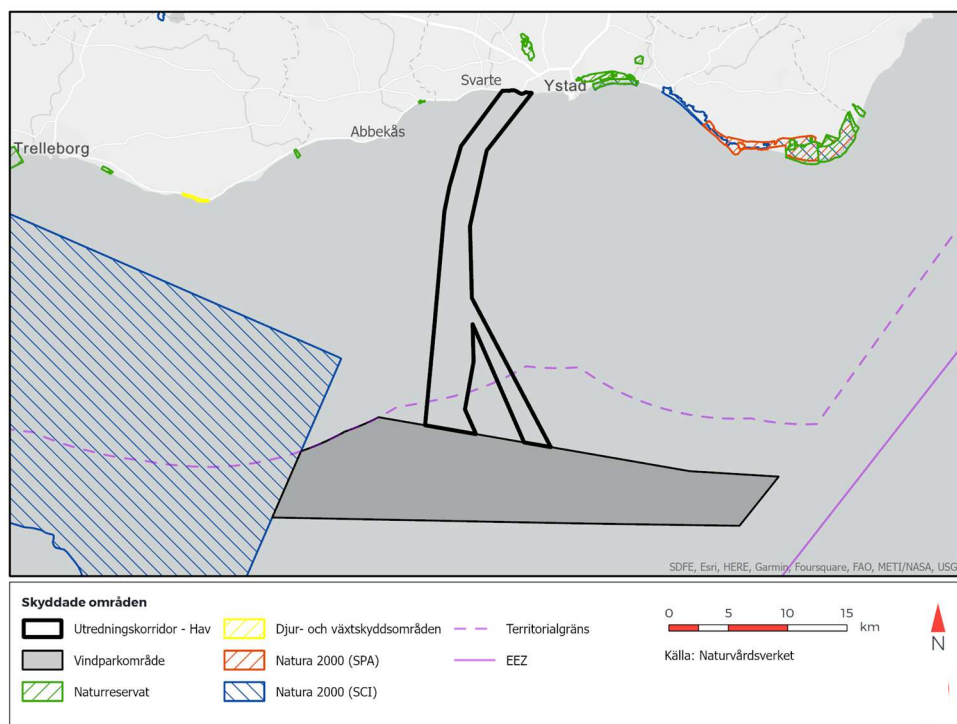 Svarte
Ystad
Abbekås
Trelleborg
SDFE, Esri, HERE, Garmin, Foursquare, FAO, METI/NASA, USG
Skyddade områden
Utredningskorridor - Hav
Vindparkområde
Naturreservat
Djur- och växtskyddsområden
Natura 2000 (SPA)
Natura 2000 (SCI)
Territorialgräns
EEZ
0 5 10 15
km
Källa: Naturvårdsverket
N